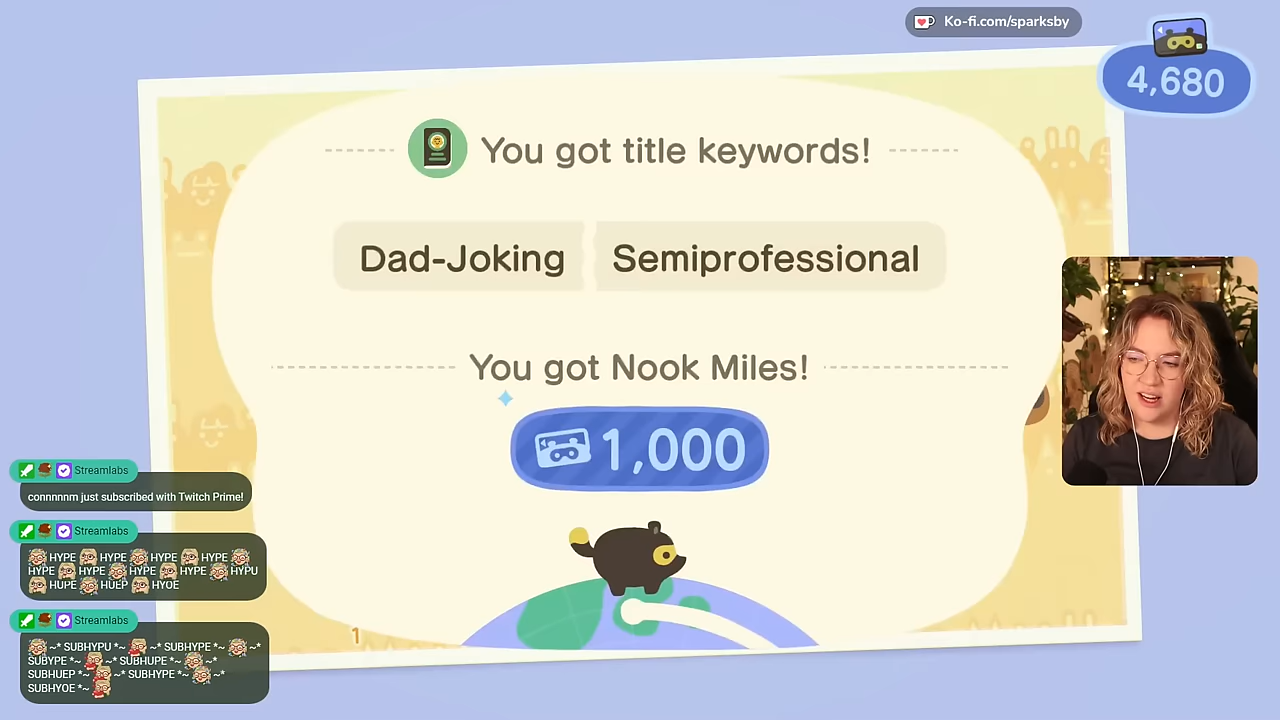 Ko-fi.com/sparksby
4,680
You got title keywords!
Dad-Joking Semiprofessional
You got Nook Miles!
1,000
1
Streamlabs
connnnnm just subscribed with Twitch Prime!
Streamlabs
HYPE HYPE HYPE HYPE
HYPE HYPE HYPE HYPE HYPU
HUPE HUEP HYOE
Streamlabs
~* SUBHYPU *~ ~* SUBHYPE *~ ~*
SUBYPE *~ ~* SUBHUPE *~ ~*
SUBHUEP *~ ~* SUBHYPE *~ ~*
SUBHYOE *~